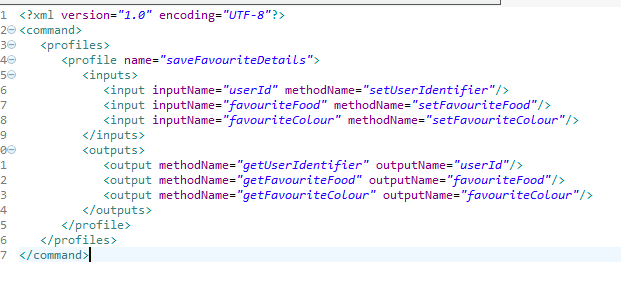 1 <?xml version="1.0" encoding="UTF-8"?>
2 <command>
3 <profiles>
4 <profile name="saveFavouriteDetails">
5 <inputs>
6 <input inputName="userId" methodName="setUserIdentifier"/>
7 <input inputName="favouriteFood" methodName="setFavouriteFood"/>
8 <input inputName="favouriteColour" methodName="setFavouriteColour"/>
9 </inputs>
0 <outputs>
1 <output methodName="getUserIdentifier" outputName="userId"/>
2 <output methodName="getFavouriteFood" outputName="favouriteFood"/>
3 <output methodName="getFavouriteColour" outputName="favouriteColour"/>
4 </outputs>
5 </profile>
6 </profiles>
7 </command>